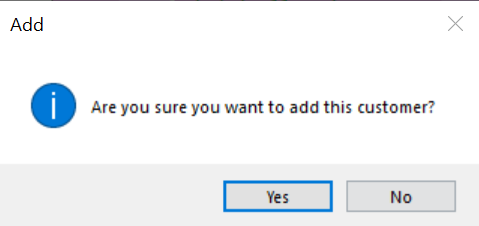 Add
Are you sure you want to add this customer?
Yes
No